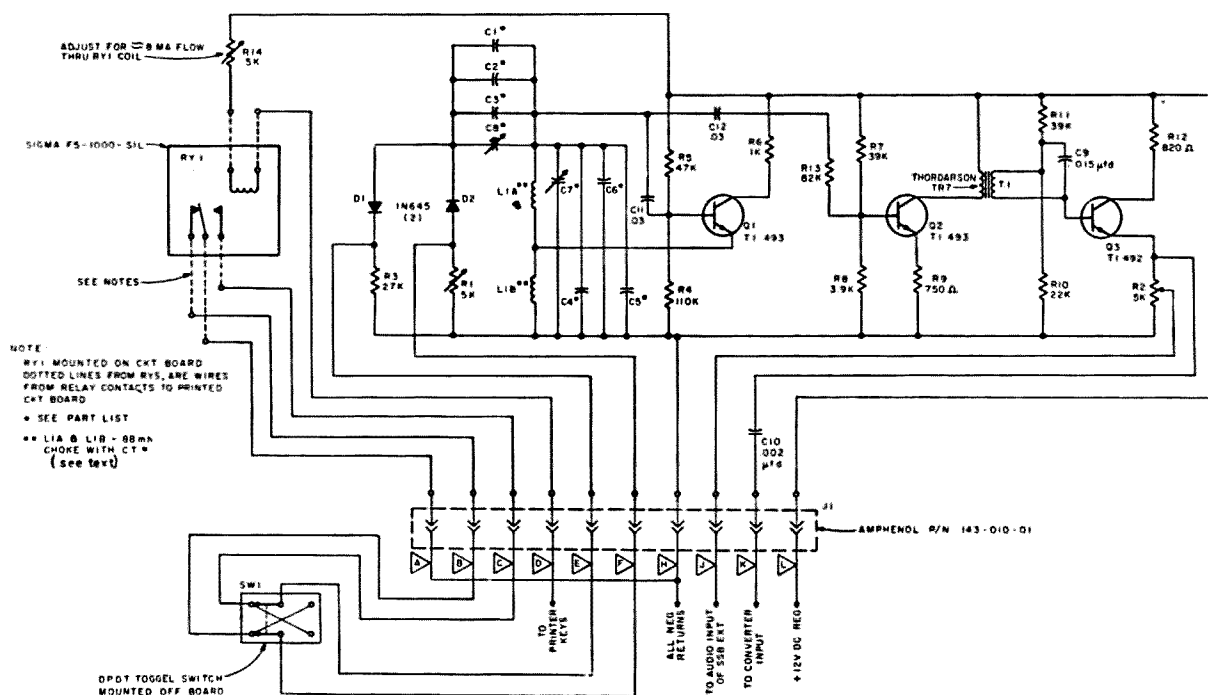 ADJUST FOR ≈ 8 MA FLOW
THRU RY1 COIL
R14
5K
SIGMA F5-1000-SIL
RY1
SEE NOTES
NOTE:
RY1 MOUNTED ON CKT BOARD
DOTTED LINES FROM RYS, ARE WIRES
FROM RELAY CONTACTS TO PRINTED
CKT BOARD
* SEE PART LIST
** L1A & L1B - 88mh
CHOKE WITH CT *
(see text)
C1*
C2*
C3*
C8*
D1
1N645
(2)
D2
R3
27K
R1
5K
L1A**
L1B**
C7*
C6*
C4*
C5*
C11
.03
R5
47K
R4
110K
C12
.03
R6
1K
Q1
T1 493
R13
82K
R7
39K
R8
3.9K
Q2
T1 493
R9
750Ω
THORDARSON
TR7
T1
R11
39K
C9
.015 µfd
R10
22K
R12
820 Ω
Q3
T1 492
R2
5K
C10
.002
µfd
J1
AMPHENOL P/N 143-010-01
A
B
C
D
E
F
H
J
K
L
SW1
DPDT TOGGEL SWITCH
MOUNTED OFF BOARD
TO
PRINTER
KEYS
ALL NEG
RETURNS
TO AUDIO INPUT
OF SSB EXT
TO CONVERTER
INPUT
+12V DC REG